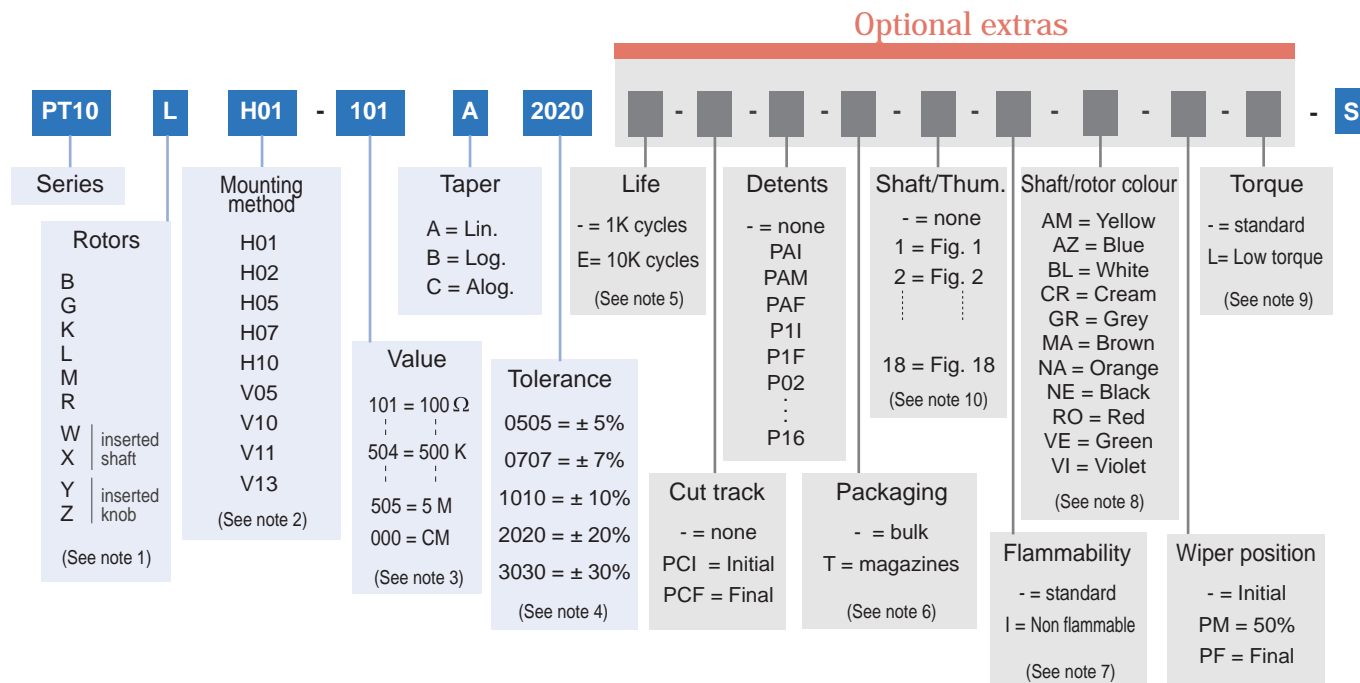 Optional extras
PT10 L H01 - 101 A 2020 - - - - - - - - - S
Series
Rotors
B
G
K
L
M
R
W
X
inserted
shaft
Y
Z
inserted
knob
(See note 1)
Mounting
method
H01
H02
H05
H07
H10
V05
V10
V11
V13
(See note 2)
Value
101 = 100 Ω
504 = 500 K
505 = 5 M
000 = CM
(See note 3)
Taper
A = Lin.
B = Log.
C = Alog.
Tolerance
0505 = ± 5%
0707 = ± 7%
1010 = ± 10%
2020 = ± 20%
3030 = ± 30%
(See note 4)
Life
- = 1K cycles
E= 10K cycles
(See note 5)
Cut track
- = none
PCI = Initial
PCF = Final
Detents
- = none
PAI
PAM
PAF
P1I
P1F
P02
:
:
P16
Packaging
- = bulk
T = magazines
(See note 6)
Shaft/Thum.
- = none
1 = Fig. 1
2 = Fig. 2
18 = Fig. 18
(See note 10)
Flammability
- = standard
I = Non flammable
(See note 7)
Shaft/rotor colour
AM = Yellow
AZ = Blue
BL = White
CR = Cream
GR = Grey
MA = Brown
NA = Orange
NE = Black
RO = Red
VE = Green
VI = Violet
(See note 8)
Wiper position
- = Initial
PM = 50%
PF = Final
Torque
- = standard
L= Low torque
(See note 9)